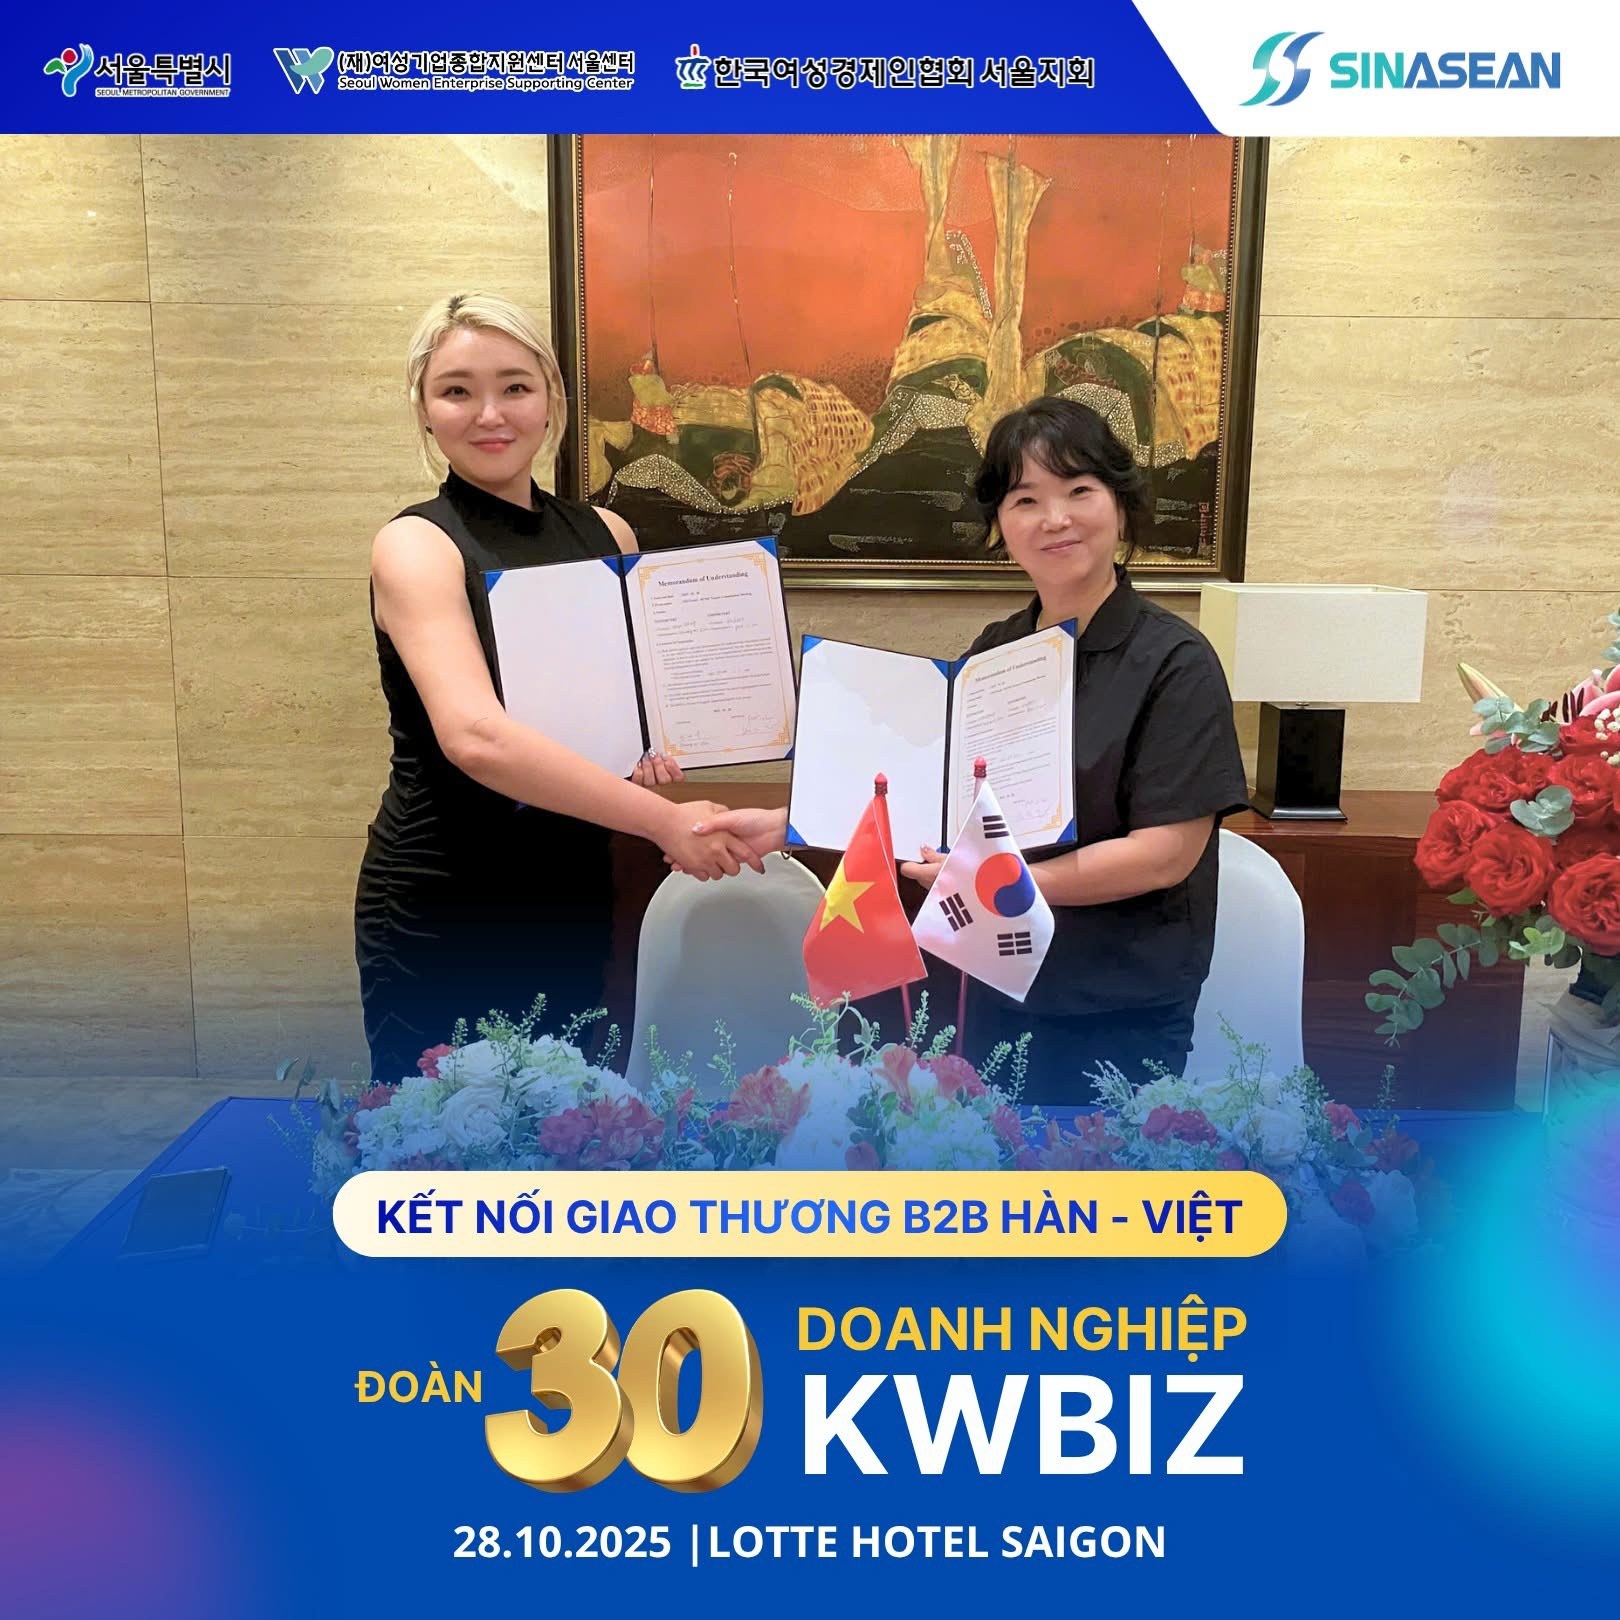 서울특별시
SEOUL METROPOLITAN GOVERNMENT
(재)여성기업종합지원센터 서울센터
Seoul Women Enterprise Supporting Center
한국여성경제인협회 서울지회
SINASEAN
Memorandum of Understanding
Memorandum of Understanding
KẾT NỐI GIAO THƯƠNG B2B HÀN - VIỆT
ĐOÀN 30 DOANH NGHIỆP
KWBIZ
28.10.2025 |LOTTE HOTEL SAIGON